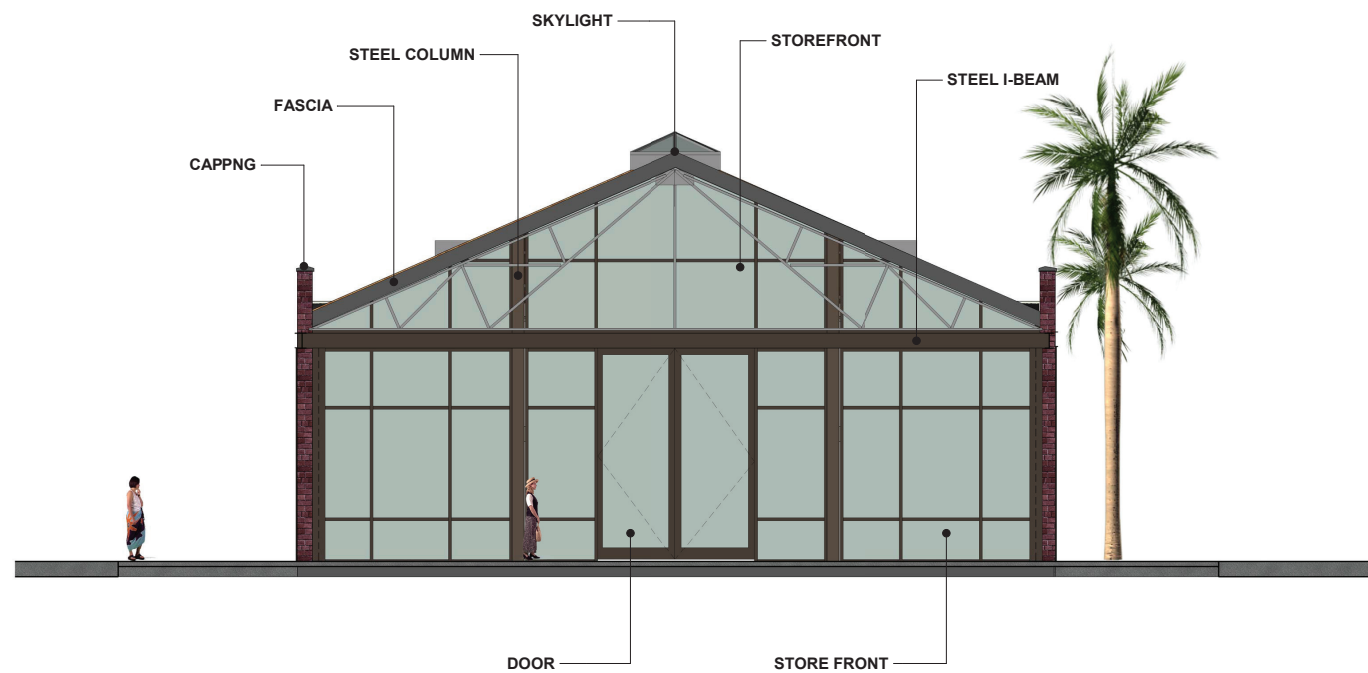 SKYLIGHT
STOREFRONT
STEEL COLUMN
STEEL I-BEAM
FASCIA
CAPPNG
DOOR
STORE FRONT